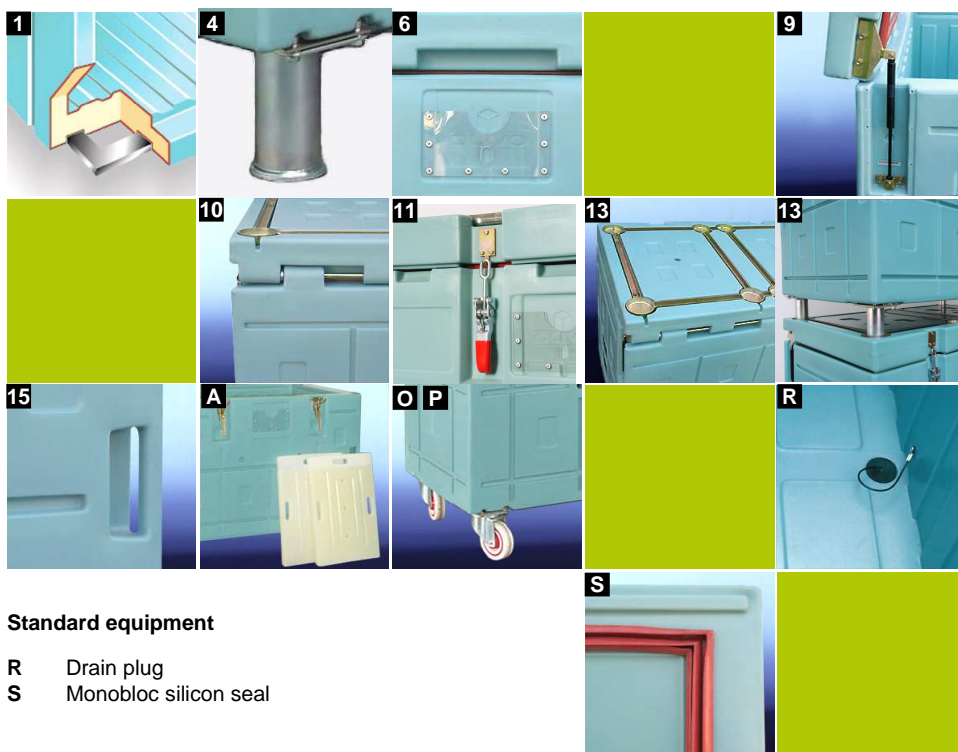 1 4 6 9
10 11 13 13
15 A O P R
S
Standard equipment
R Drain plug
S Monobloc silicon seal